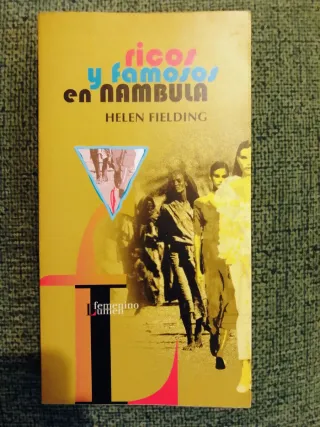 ricos
y famosos
en NAMBULA
HELEN FIELDING
femenino
Lumen